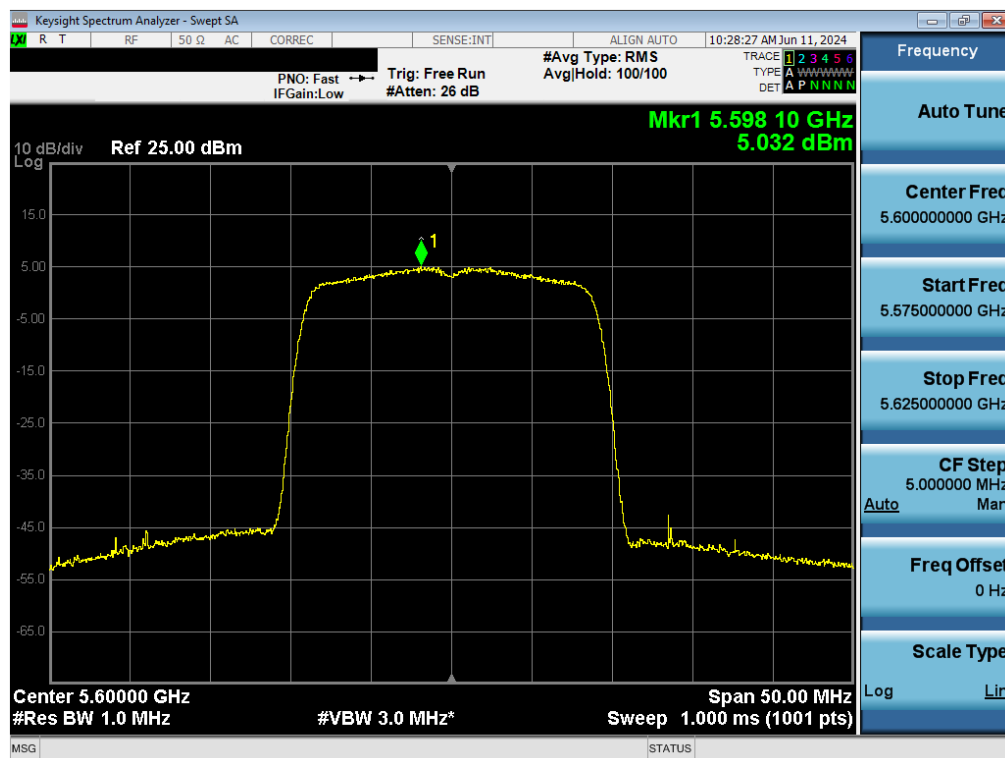 Keysight Spectrum Analyzer - Swept SA
LXI R T RF 50 Ω AC CORREC SENSE:INT ALIGN AUTO 10:28:27 AM Jun 11, 2024
PNO: Fast
IFGain:Low
Trig: Free Run
#Atten: 26 dB
#Avg Type: RMS
Avg|Hold: 100/100
TRACE 1 2 3 4 5 6
TYPE A WWWWW
DET A P N N N N
Mkr1 5.598 10 GHz
5.032 dBm
10 dB/div Ref 25.00 dBm
Log
15.0
5.00
-5.00
-15.0
-25.0
-35.0
-45.0
-55.0
-65.0
1
Center 5.60000 GHz
#Res BW 1.0 MHz
#VBW 3.0 MHz*
Span 50.00 MHz
Sweep 1.000 ms (1001 pts)
MSG
STATUS
Frequency
Auto Tune
Center Freq
5.600000000 GHz
Start Freq
5.575000000 GHz
Stop Freq
5.625000000 GHz
CF Step
5.000000 MHz
Auto Man
Freq Offset
0 Hz
Scale Type
Log Lin